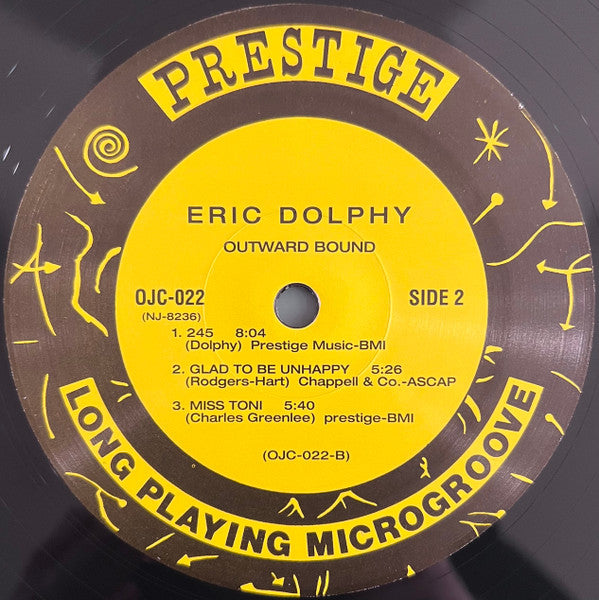 PRESTIGE
ERIC DOLPHY
OUTWARD BOUND
OJC-022 SIDE 2
(NJ-8236)
1. 245 8:04
(Dolphy) Prestige Music-BMI
2. GLAD TO BE UNHAPPY 5:26
(Rodgers-Hart) Chappell & Co.-ASCAP
3. MISS TONI 5:40
(Charles Greenlee) prestige-BMI
(OJC-022-B)
LONG PLAYING MICROGROOVE